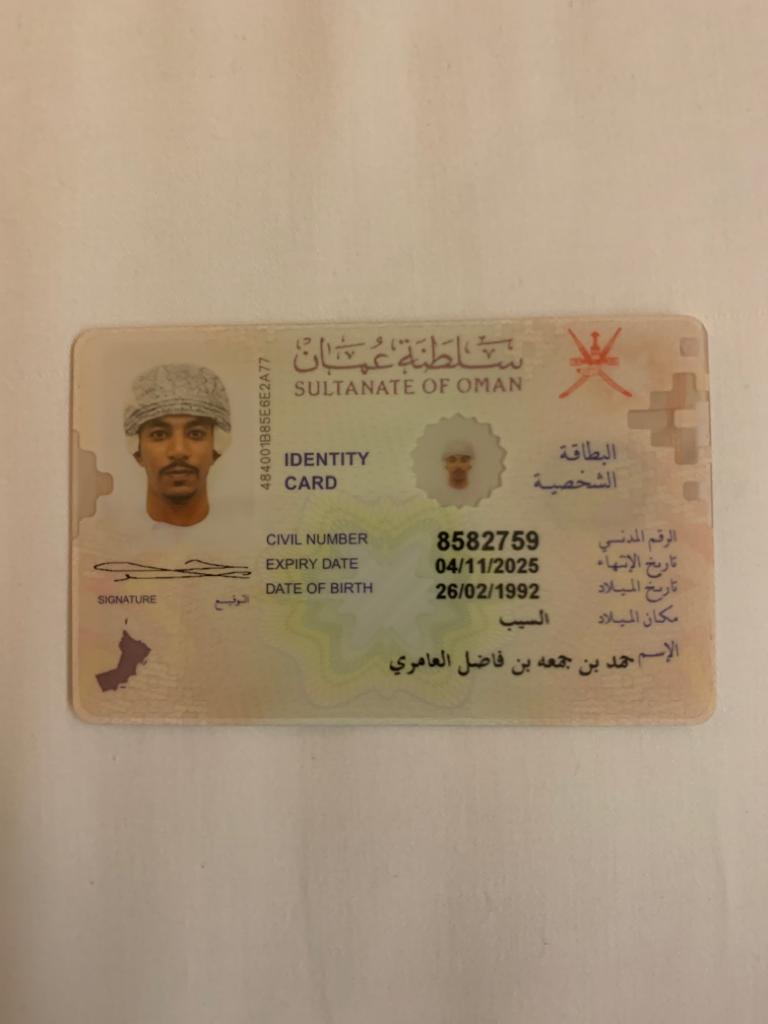 سلطنة عُمان
SULTANATE OF OMAN
484001B85E6E2A77
IDENTITY CARD
البطاقة الشخصية
CIVIL NUMBER 8582759 الرقم المدني
EXPIRY DATE 04/11/2025 تاريخ الإنتهاء
DATE OF BIRTH 26/02/1992 تاريخ الميلاد
مكان الميلاد السيب
الإسم حمد بن جمعه بن فاضل العامري
SIGNATURE التوقيع